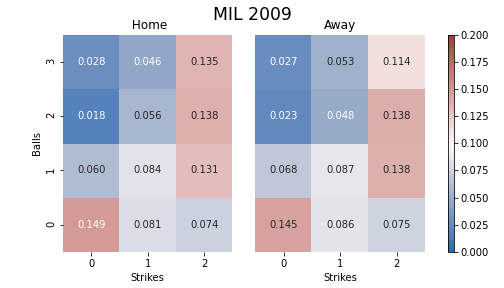 MIL 2009
Home Away
3 0.028 0.046 0.135 0.027 0.053 0.114
2 0.018 0.056 0.138 0.023 0.048 0.138
1 0.060 0.084 0.131 0.068 0.087 0.138
0 0.149 0.081 0.074 0.145 0.086 0.075
Balls
0 1 2 0 1 2
Strikes Strikes
0.200
0.175
0.150
0.125
0.100
0.075
0.050
0.025
0.000